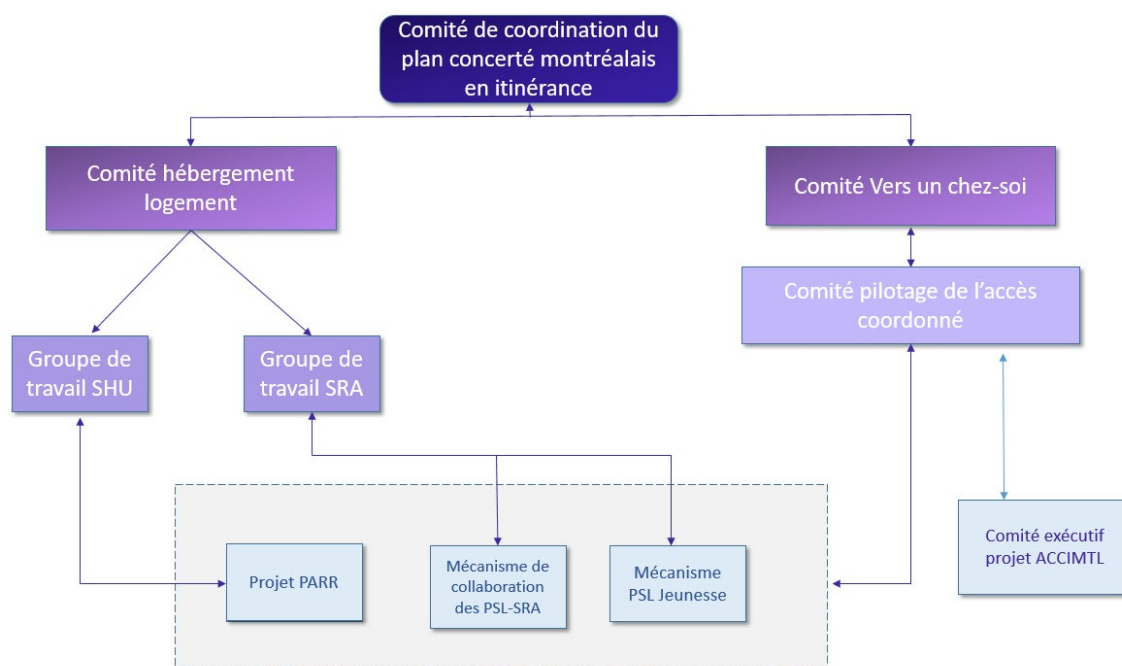 Comité de coordination du
plan concerté montréalais
en itinérance
Comité hébergement
logement
Comité Vers un chez-soi
Comité pilotage de l’accès
coordonné
Groupe de
travail SHU
Groupe de
travail SRA
Projet PARR
Mécanisme de
collaboration
des PSL-SRA
Mécanisme
PSL Jeunesse
Comité exécutif
projet ACCIMTL